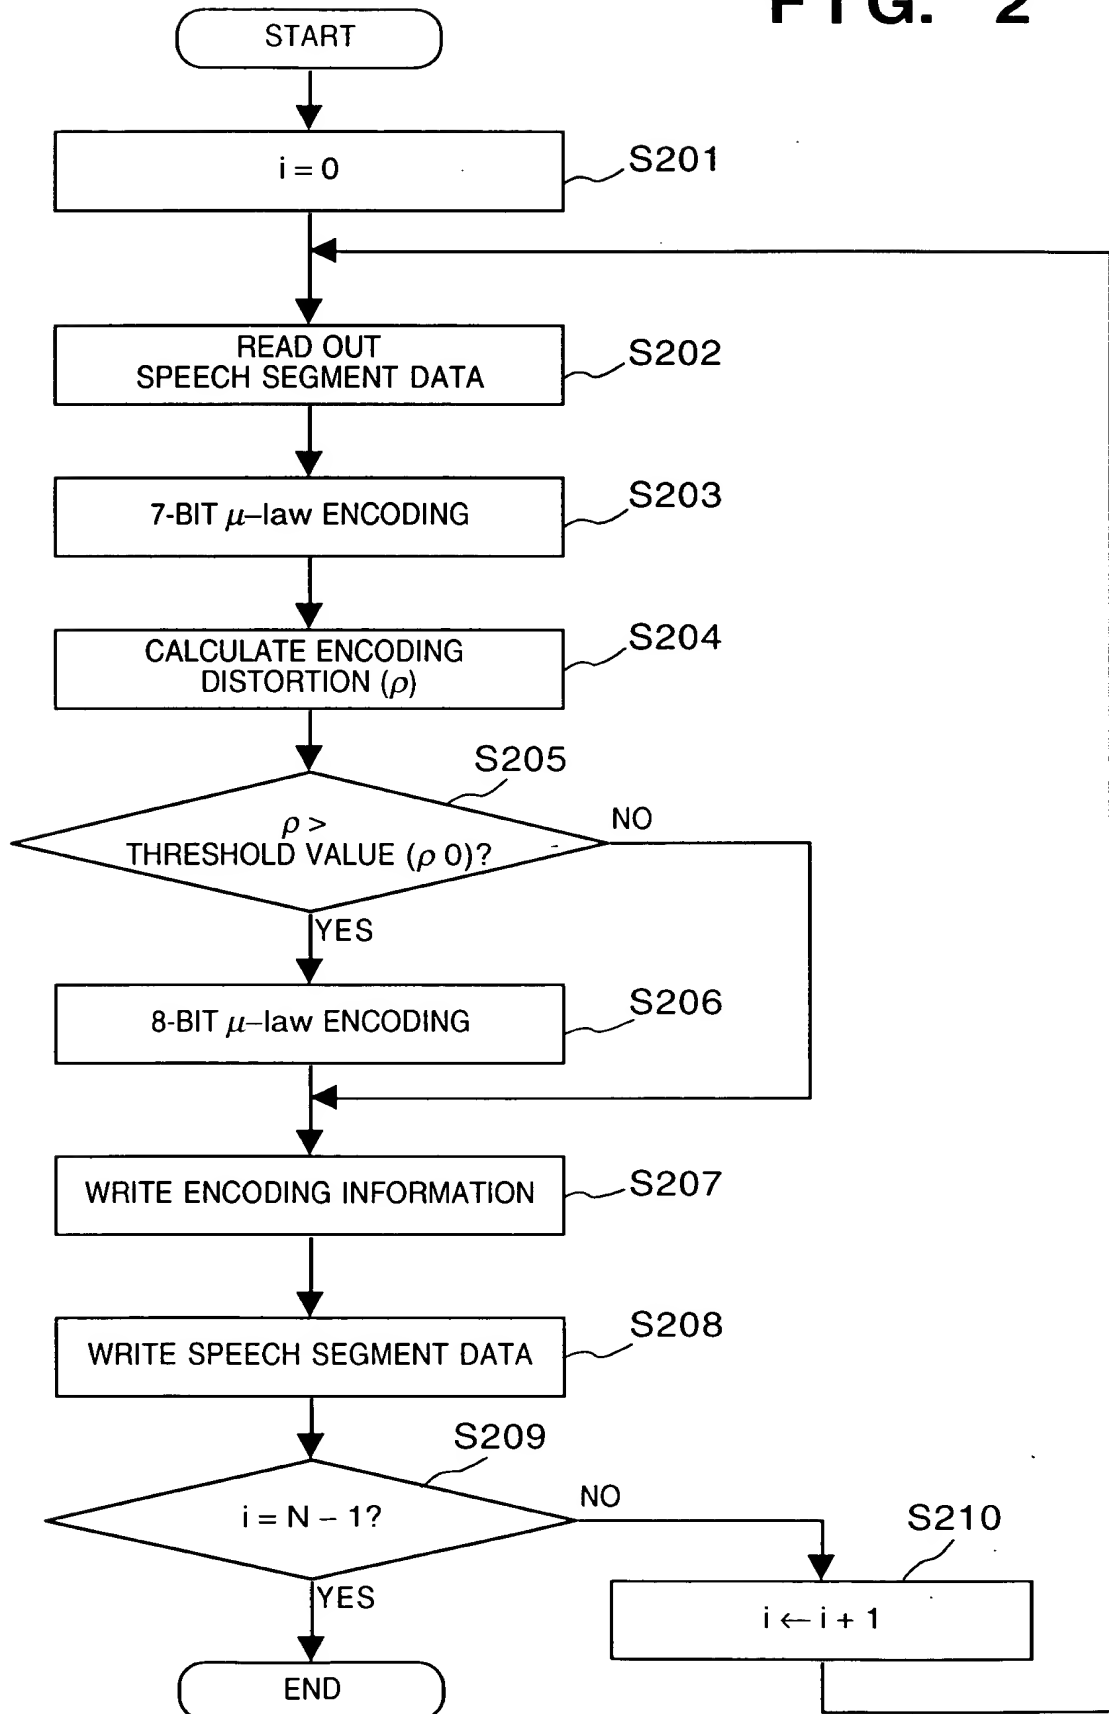 FIG. 2
START
i = 0
S201
READ OUT
SPEECH SEGMENT DATA
S202
7-BIT μ–law ENCODING
S203
CALCULATE ENCODING
DISTORTION (ρ)
S204
S205
ρ >
THRESHOLD VALUE (ρ 0)?
NO
YES
8-BIT μ–law ENCODING
S206
WRITE ENCODING INFORMATION
S207
WRITE SPEECH SEGMENT DATA
S208
S209
i = N – 1?
NO
YES
S210
i ← i + 1
END